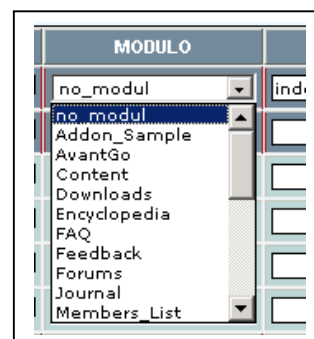 MODULO
no_modul
inde
no_modul
Addon_Sample
AvantGo
Content
Downloads
Encyclopedia
FAQ
Feedback
Forums
Journal
Members_List